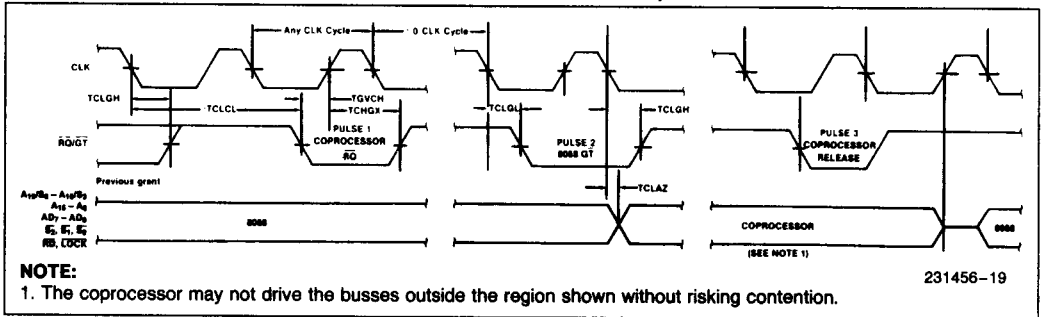 Any CLK Cycle
0 CLK Cycle
CLK
TCLGH
TCLCL
TGVCH
TCHGX
TCLGL
TCLGH
RQ/GT
PULSE 1
COPROCESSOR
RQ
PULSE 2
8088 GT
PULSE 3
COPROCESSOR
RELEASE
Previous grant
TCLAZ
A19/S6 – A16/S3
A15 – A8
AD7 – AD0
S2, S1, S0
RD, LOCK
8088
COPROCESSOR
(SEE NOTE 1)
8088
NOTE:
231456–19
1. The coprocessor may not drive the busses outside the region shown without risking contention.